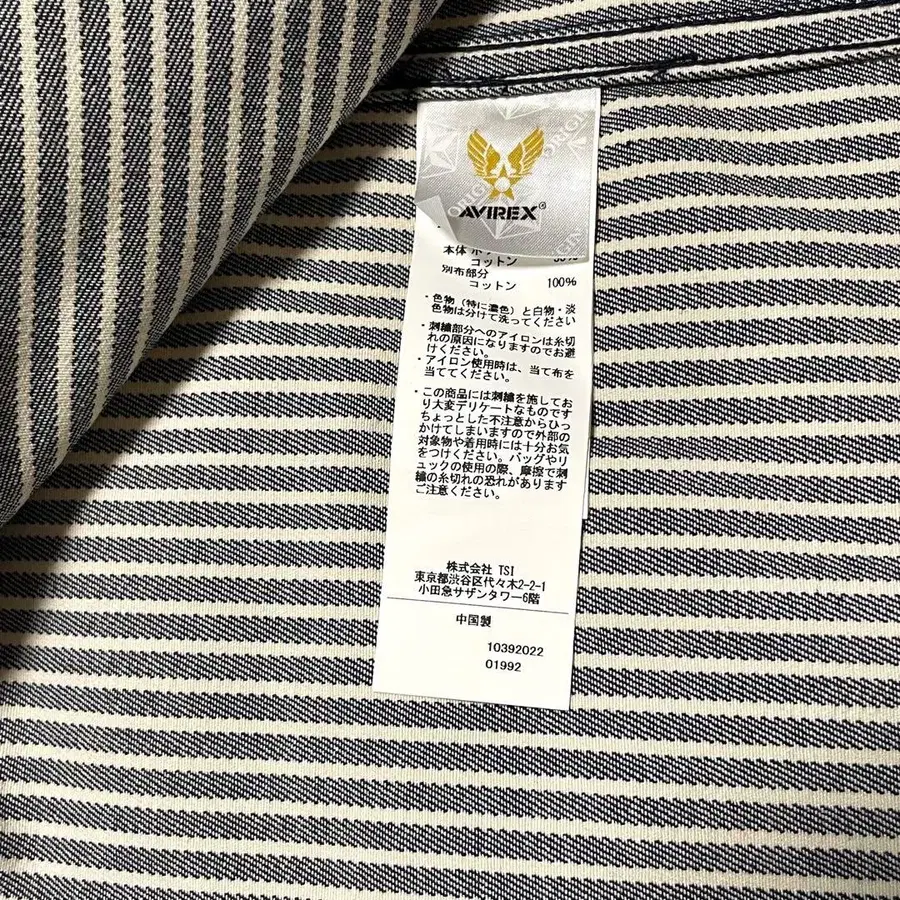 AVIREX®
本体
コットン
別布部分
コットン 100%
・色物（特に濃色）と白物・淡
色物は分けて洗ってください
・刺繍部分へのアイロンは糸切
れの原因になりますのでお避
けください。
・アイロン使用時は、当て布を
当ててください。
・この商品には刺繍を施してお
り大変デリケートなものです
ちょっとした不注意からひっ
かけてしまいますので外部の
対象物や着用時には十分お気
をつけください。バッグやリ
ュックの使用の際、摩擦で刺
繍の糸切れの恐れがあります
ご注意ください。
株式会社 TSI
東京都渋谷区代々木2-2-1
小田急サザンタワー6階
中国製
10392022
01992